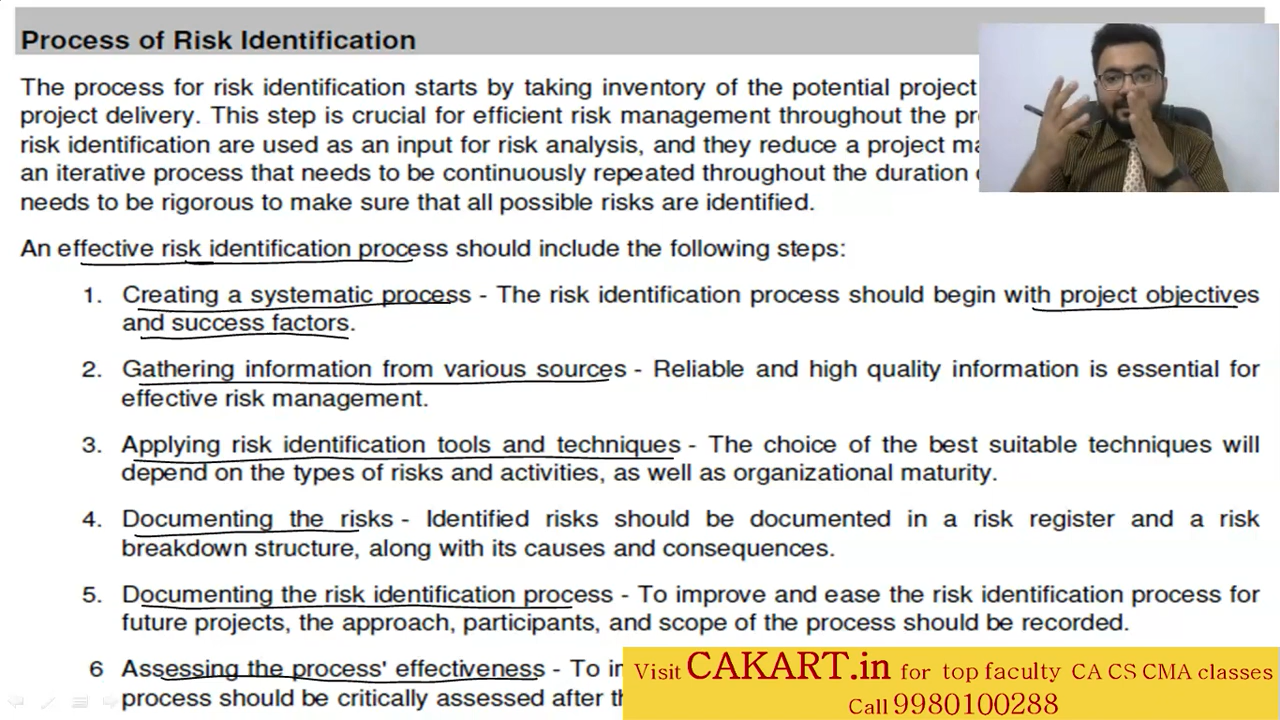 Process of Risk Identification
The process for risk identification starts by taking inventory of the potential project
project delivery. This step is crucial for efficient risk management throughout the
risk identification are used as an input for risk analysis, and they reduce a project
an iterative process that needs to be continuously repeated throughout the duration
needs to be rigorous to make sure that all possible risks are identified.
An effective risk identification process should include the following steps:
1. Creating a systematic process - The risk identification process should begin with project objectives
and success factors.
2. Gathering information from various sources - Reliable and high quality information is essential for
effective risk management.
3. Applying risk identification tools and techniques - The choice of the best suitable techniques will
depend on the types of risks and activities, as well as organizational maturity.
4. Documenting the risks - Identified risks should be documented in a risk register and a risk
breakdown structure, along with its causes and consequences.
5. Documenting the risk identification process - To improve and ease the risk identification process for
future projects, the approach, participants, and scope of the process should be recorded.
6 Assessing the process' effectiveness - To
process should be critically assessed after
Visit CAKART.in for top faculty CA CS CMA classes
Call 9980100288